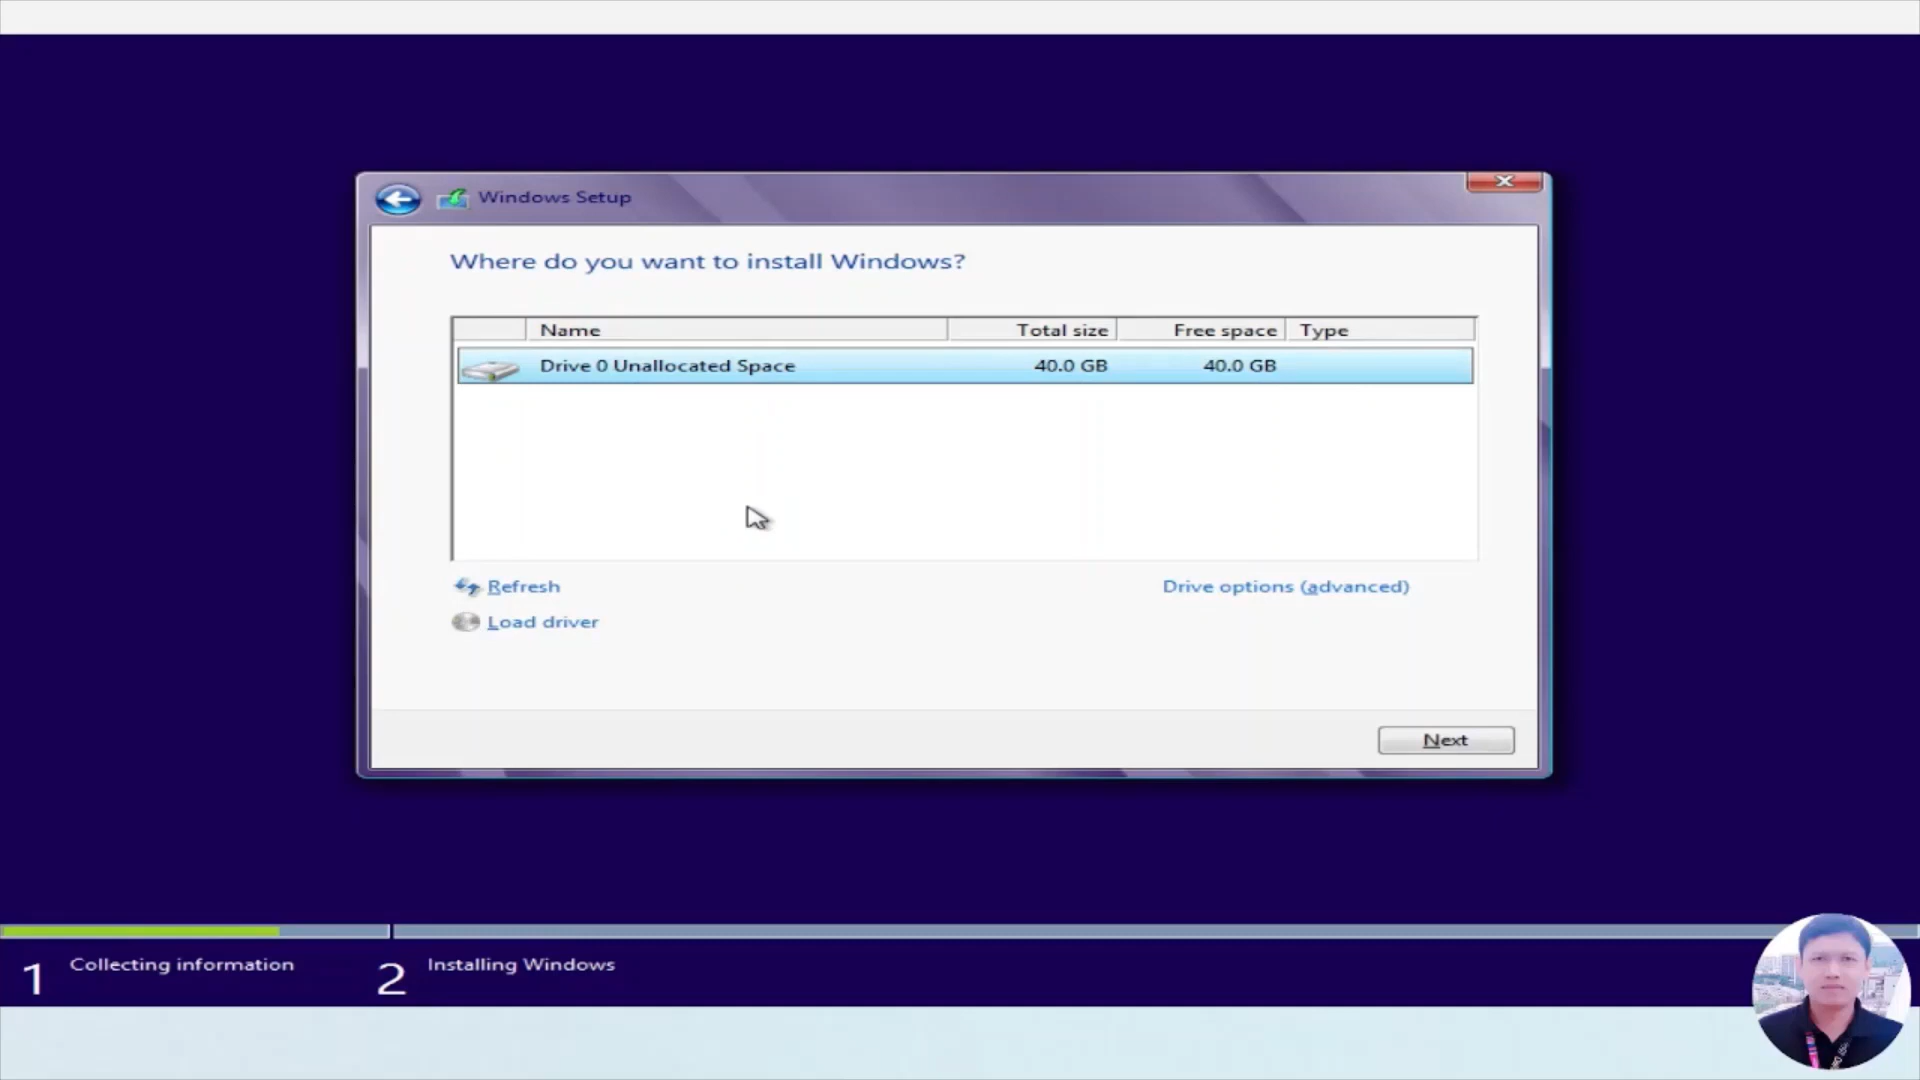 Windows Setup
Where do you want to install Windows?
Name Total size Free space Type
Drive 0 Unallocated Space 40.0 GB 40.0 GB
Refresh Drive options (advanced)
Load driver
Next
1 Collecting information 2 Installing Windows